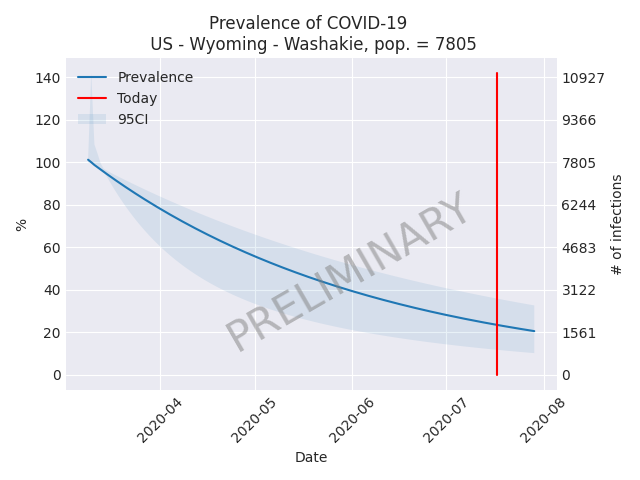 Prevalence of COVID-19
US - Wyoming - Washakie, pop. = 7805
Prevalence
Today
95CI
140
120
100
80
60
40
20
0
%
10927
9366
7805
6244
4683
3122
1561
0
# of infections
PRELIMINARY
2020-04
2020-05
2020-06
2020-07
2020-08
Date